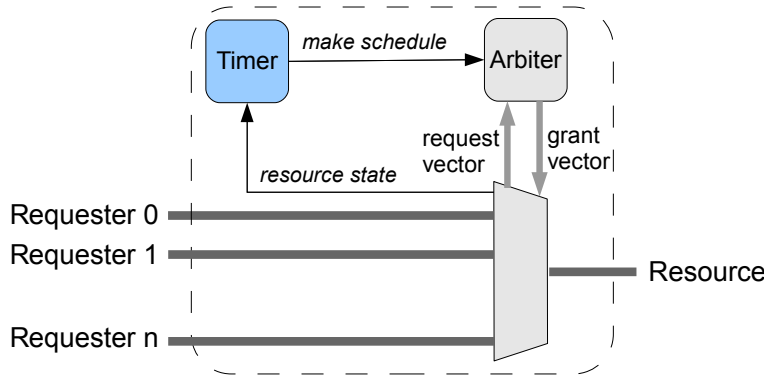 Timer
make schedule
Arbiter
request
vector
grant
vector
resource state
Requester 0
Requester 1
Resource
Requester n